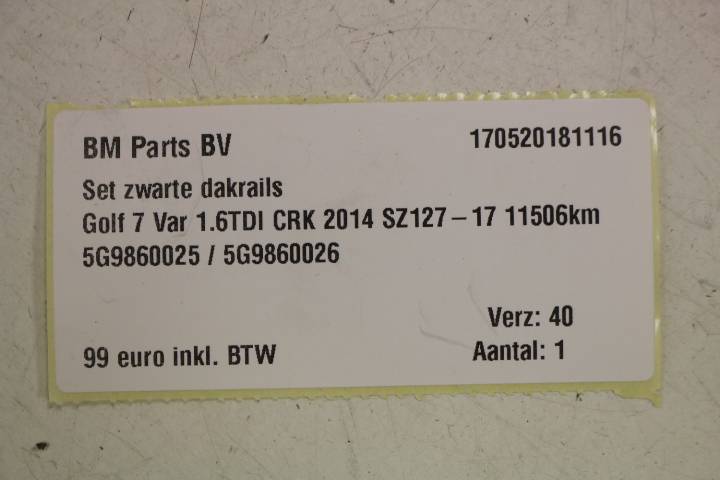 BM Parts BV 170520181116
Set zwarte dakrails
Golf 7 Var 1.6TDI CRK 2014 SZ127-17 11506km
5G9860025 / 5G9860026
Verz: 40
99 euro inkl. BTW Aantal: 1